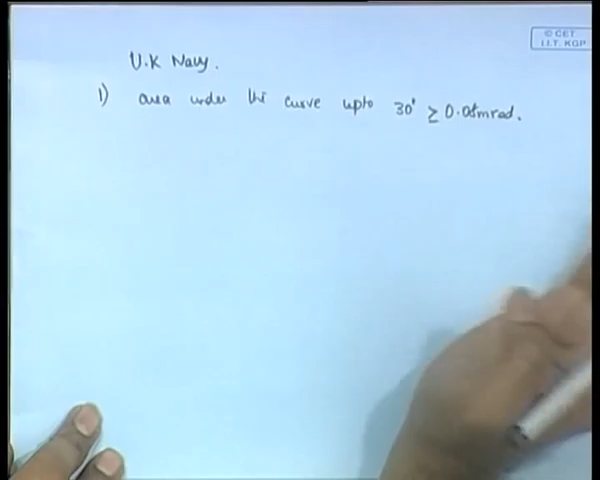 © CET
I.I.T. KGP
U.K Navy.
1) area under the curve upto 30° ≥ 0.08mrad.